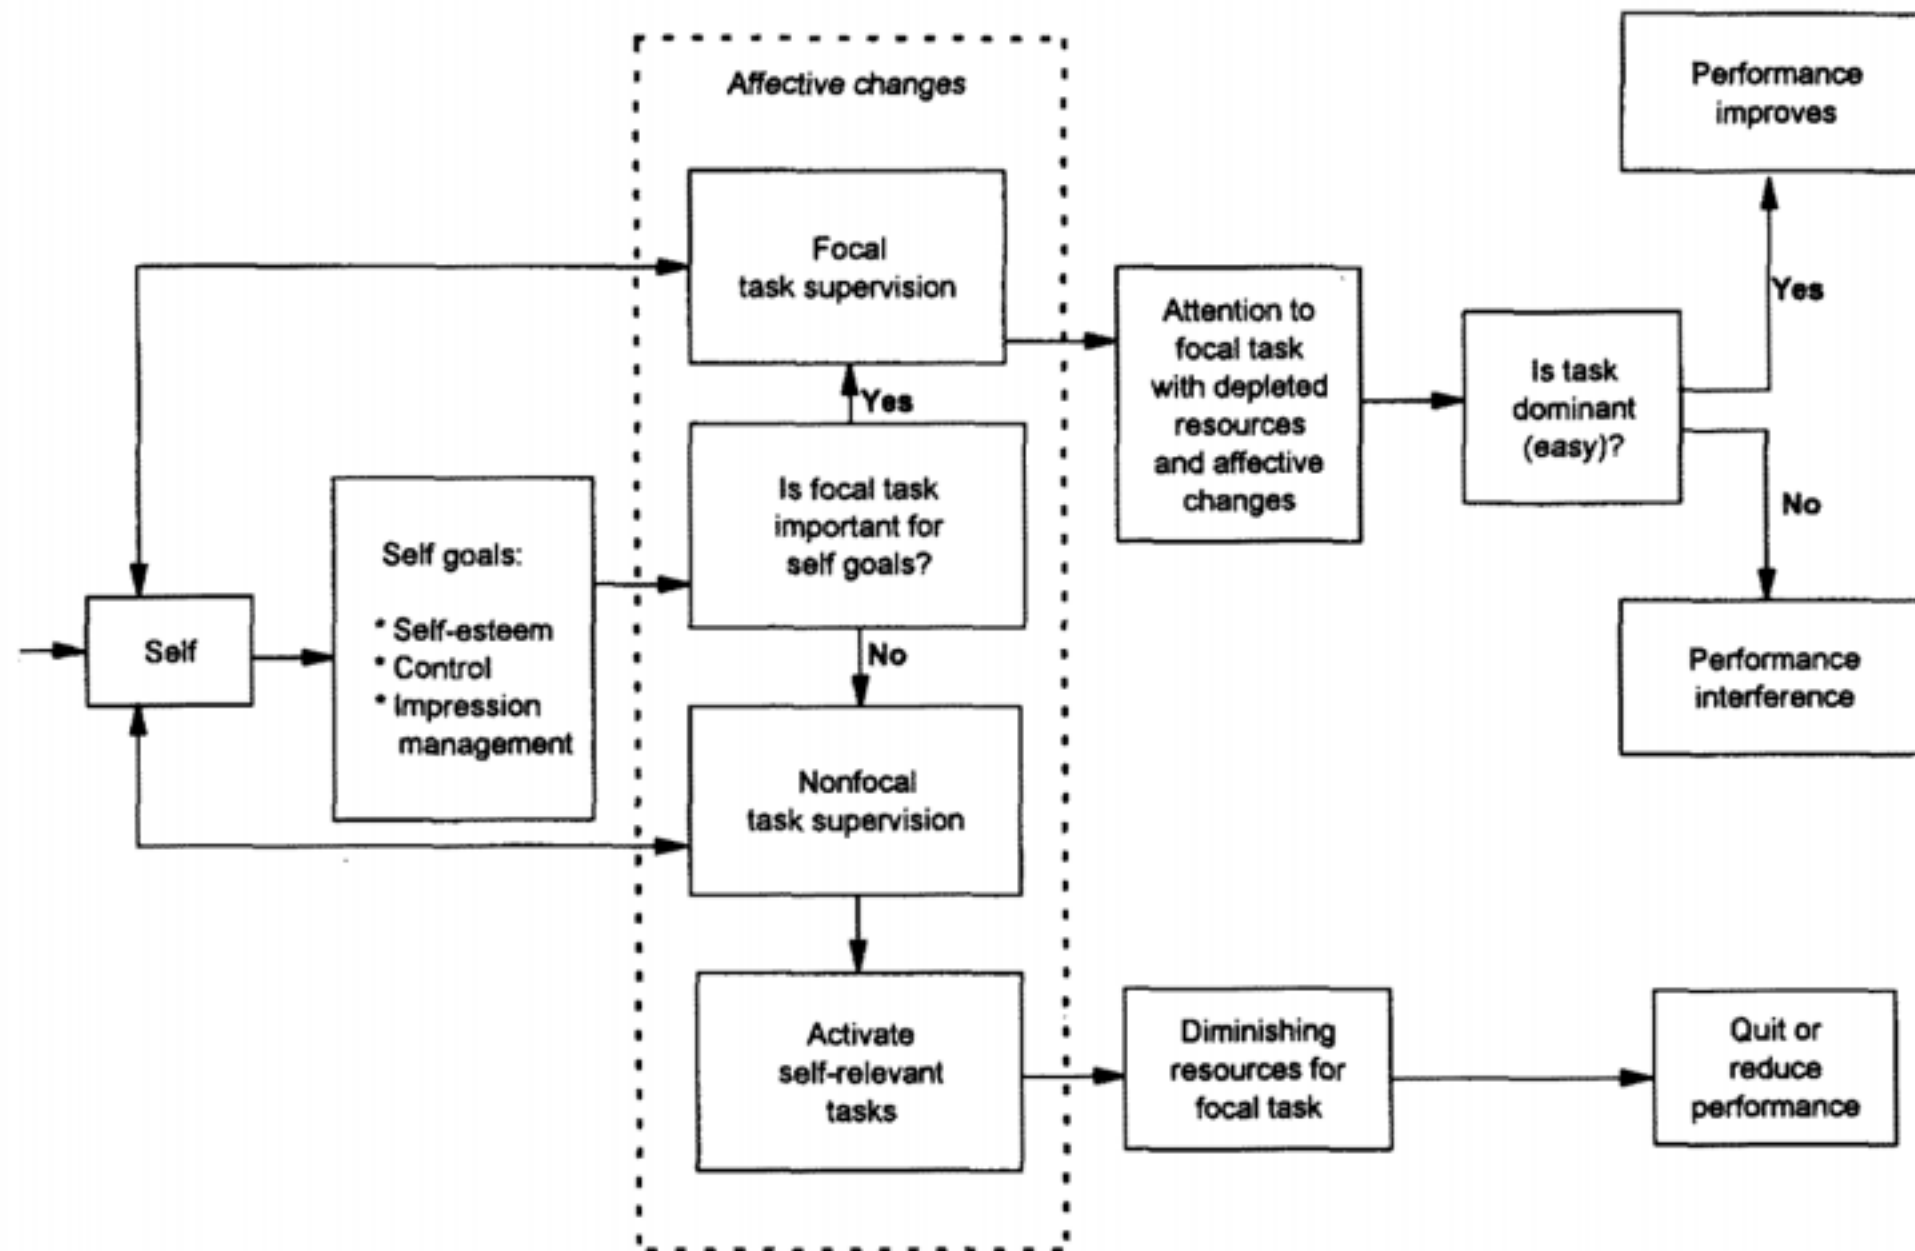 Affective changes
Performance
improves
Focal
task supervision
Yes
Attention to
focal task
with depleted
resources
and affective
changes
Is task
dominant
(easy)?
Yes
No
Is focal task
important for
self goals?
Self goals:
* Self-esteem
* Control
* Impression
management
Self
No
Performance
interference
Nonfocal
task supervision
Activate
self-relevant
tasks
Diminishing
resources for
focal task
Quit or
reduce
performance